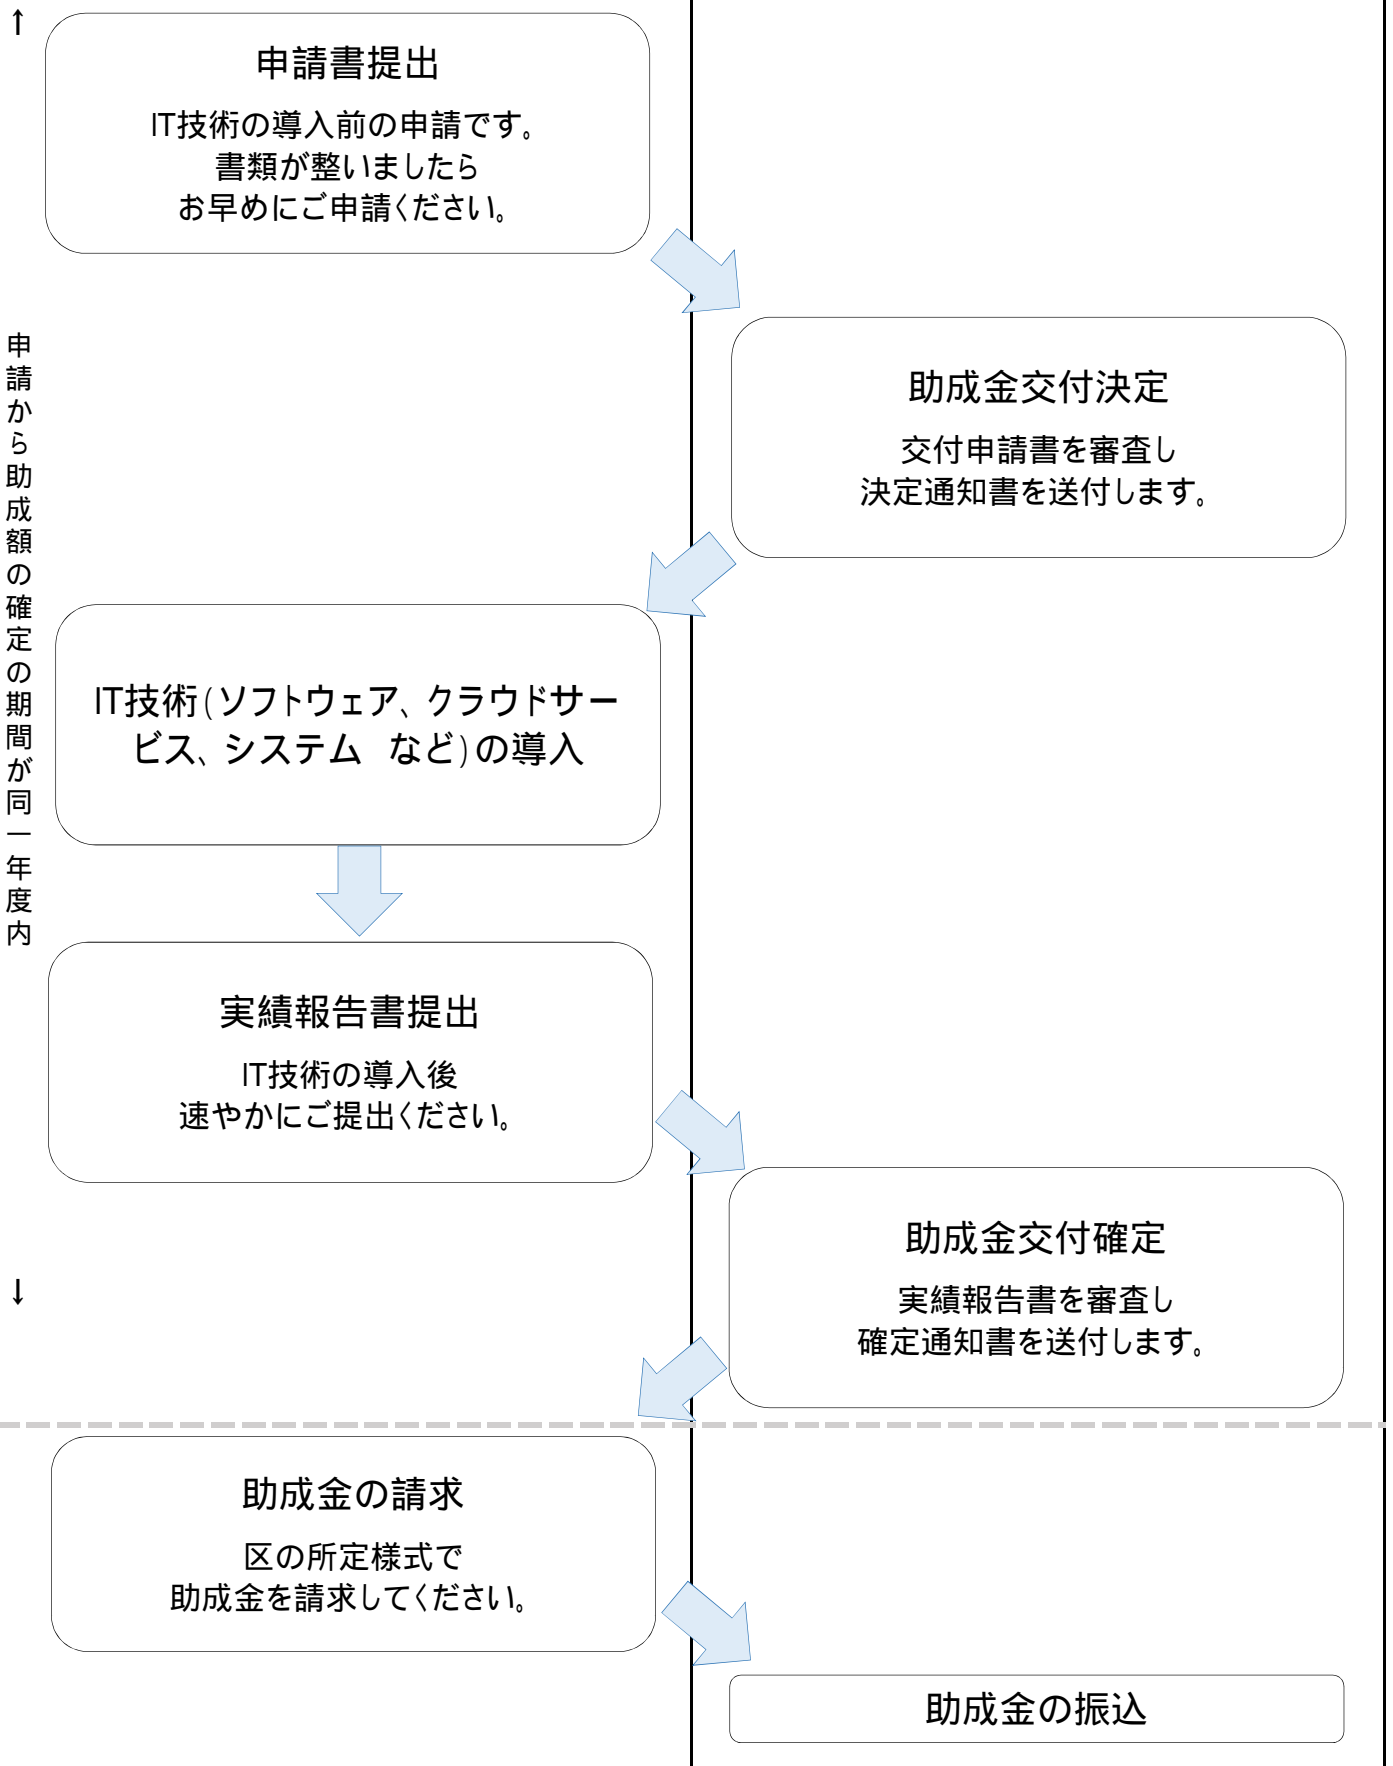 ↑
申請書提出
IT技術の導入前の申請です。
書類が整いましたら
お早めにご申請ください。
助成金交付決定
交付申請書を審査し
決定通知書を送付します。
申請から助成額の確定の期間が同一年度内
IT技術(ソフトウェア、クラウドサー
ビス、システム　など)の導入
実績報告書提出
IT技術の導入後
速やかにご提出ください。
助成金交付確定
実績報告書を審査し
確定通知書を送付します。
↓
助成金の請求
区の所定様式で
助成金を請求してください。
助成金の振込